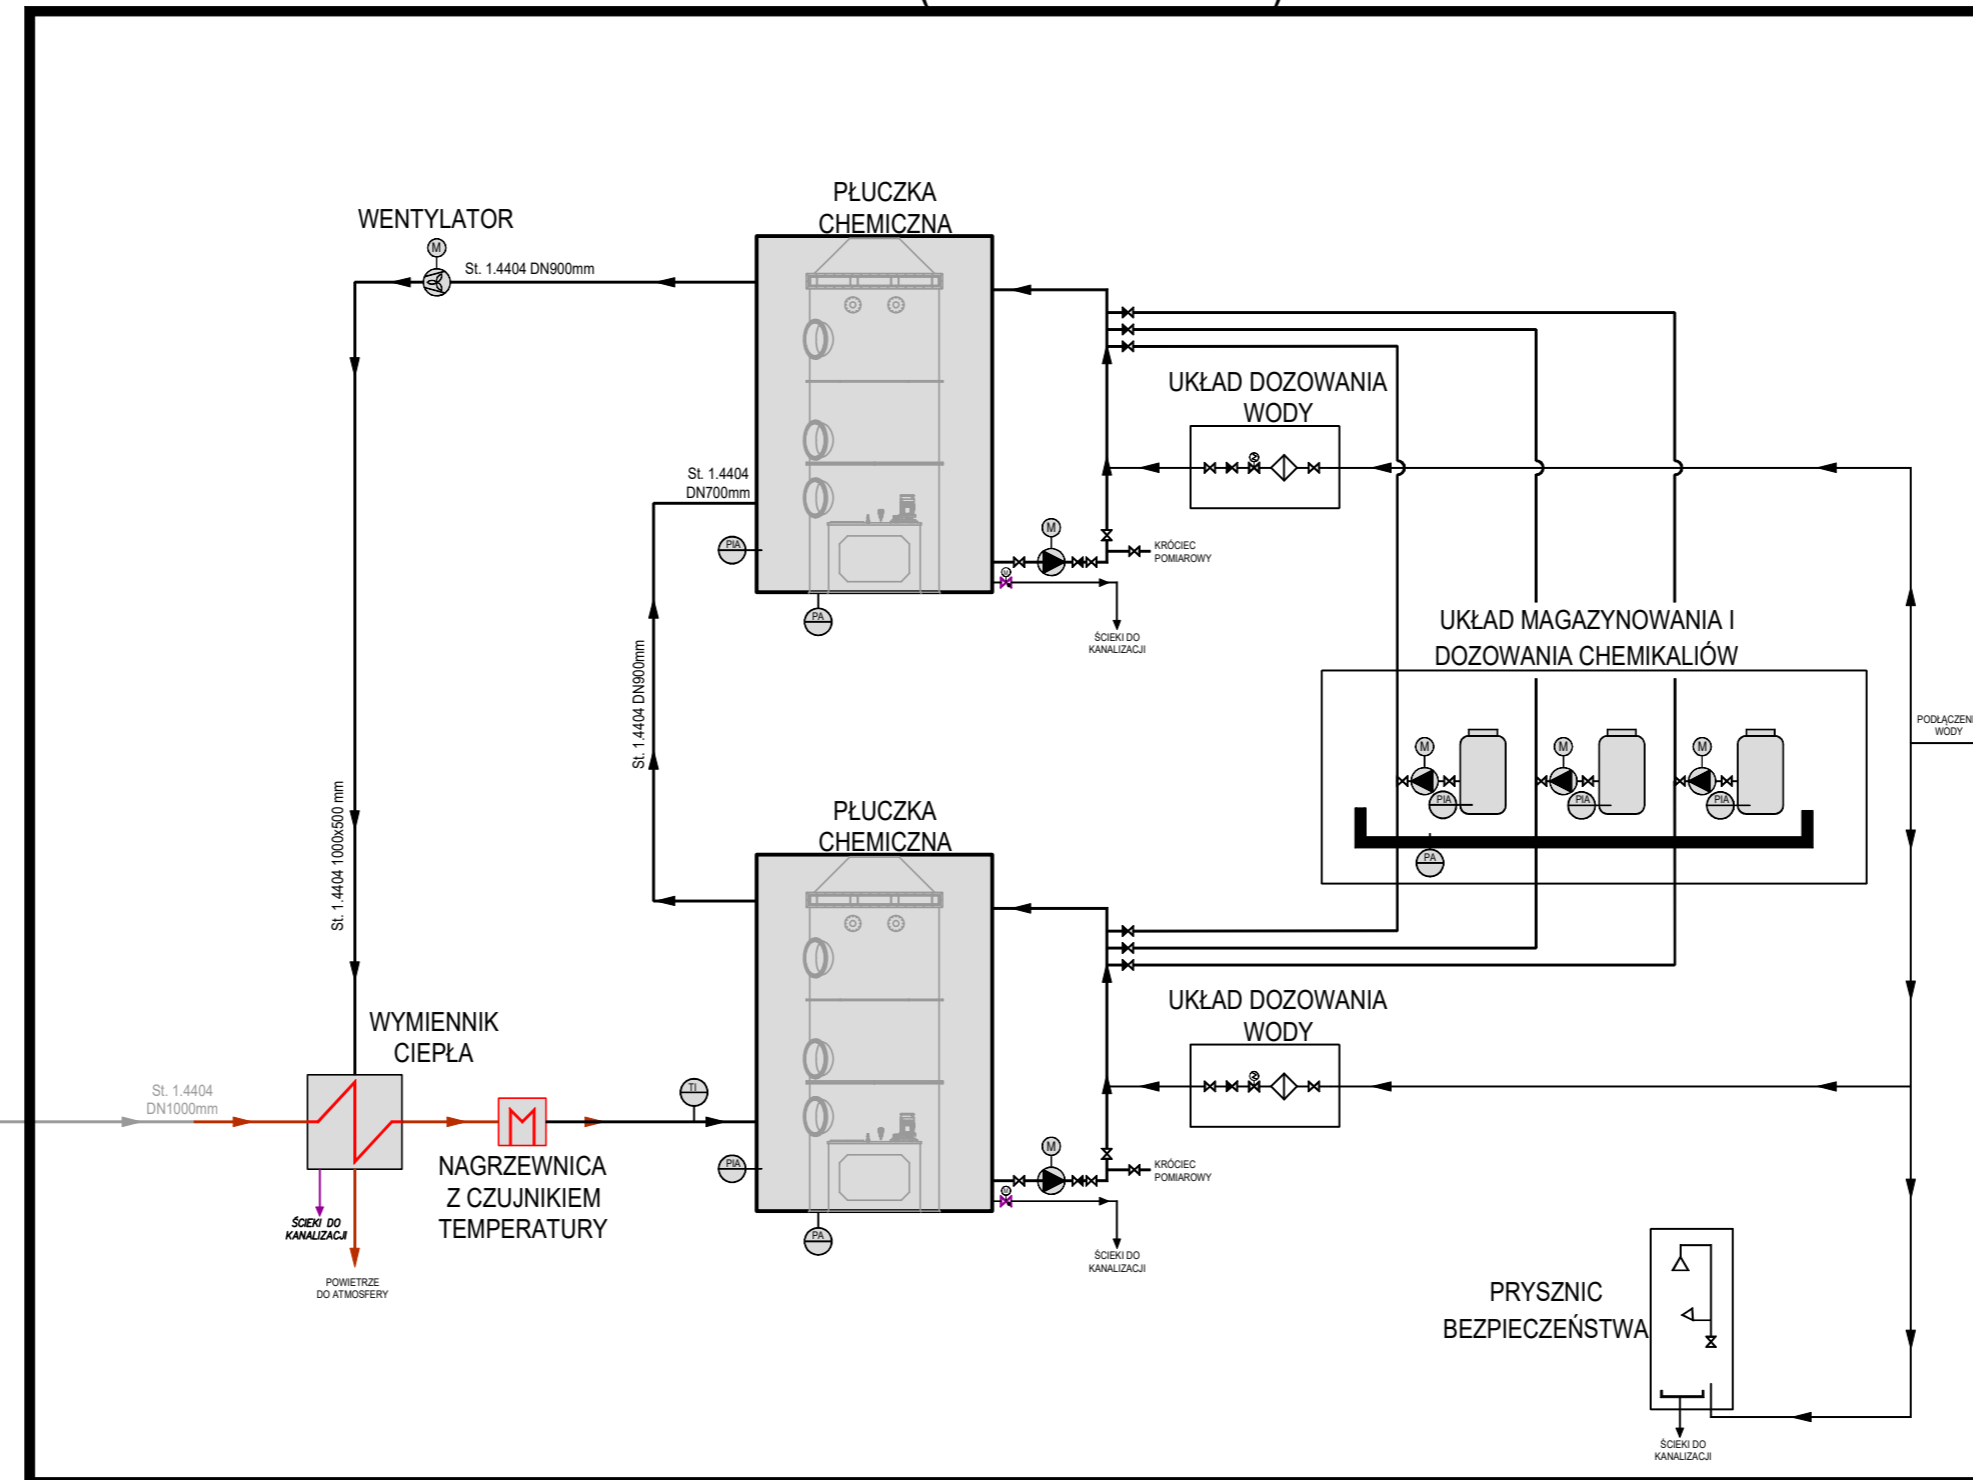 PŁUCZKA
CHEMICZNA
WENTYLATOR
M
St. 1.4404 DN900mm
UKŁAD DOZOWANIA
WODY
St. 1.4404
DN700mm
PIA
M
KRÓCIEC
POMIAROWY
PA
ŚCIEKI DO
KANALIZACJI
UKŁAD MAGAZYNOWANIA I
DOZOWANIA CHEMIKALIÓW
St. 1.4404 DN900mm
PODŁĄCZENI
WODY
M
M
M
PIA
PIA
PIA
PA
St. 1.4404 1000x500 mm
PŁUCZKA
CHEMICZNA
UKŁAD DOZOWANIA
WODY
WYMIENNIK
CIEPŁA
St. 1.4404
DN1000mm
TI
NAGRZEWNICA
Z CZUJNIKIEM
TEMPERATURY
PIA
M
KRÓCIEC
POMIAROWY
PA
ŚCIEKI DO
KANALIZACJI
ŚCIEKI DO
KANALIZACJI
POWIETRZE
DO ATMOSFERY
PRYSZNIC
BEZPIECZEŃSTWA
ŚCIEKI DO
KANALIZACJI